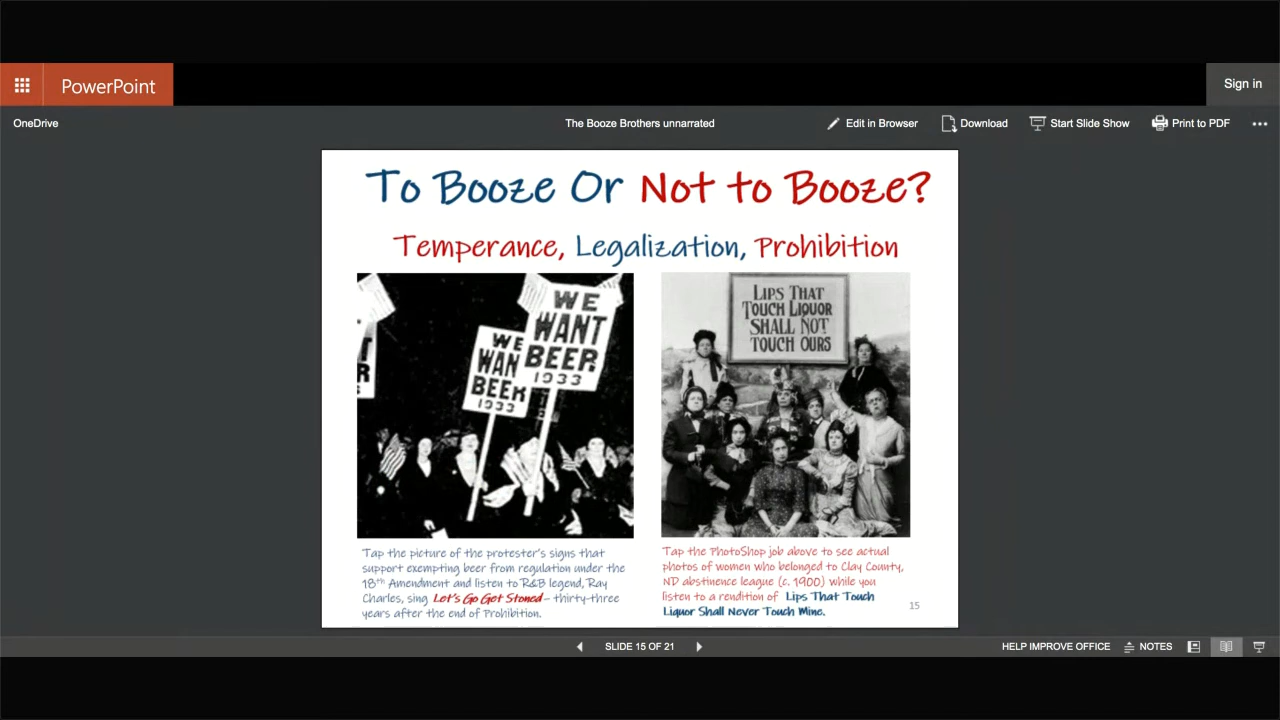 PowerPoint
Sign in
OneDrive
The Booze Brothers unnarrated
Edit in Browser
Download
Start Slide Show
Print to PDF
To Booze Or Not to Booze?
Temperance, Legalization, Prohibition
WE
WANT
BEER
1933
WE
WAN
BEER
1933
T
R
LIPS THAT
TOUCH LIQUOR
SHALL NOT
TOUCH OURS
Tap the picture of the protester's signs that
support exempting beer from regulation under the
18th Amendment and listen to R&B legend, Ray
Charles, sing Let's Go Get Stoned – thirty-three
years after the end of Prohibition.
Tap the PhotoShop job above to see actual
photos of women who belonged to Clay County,
ND abstinence league (c. 1900) while you
listen to a rendition of Lips That Touch
Liquor Shall Never Touch Mine.
15
SLIDE 15 OF 21
HELP IMPROVE OFFICE
NOTES